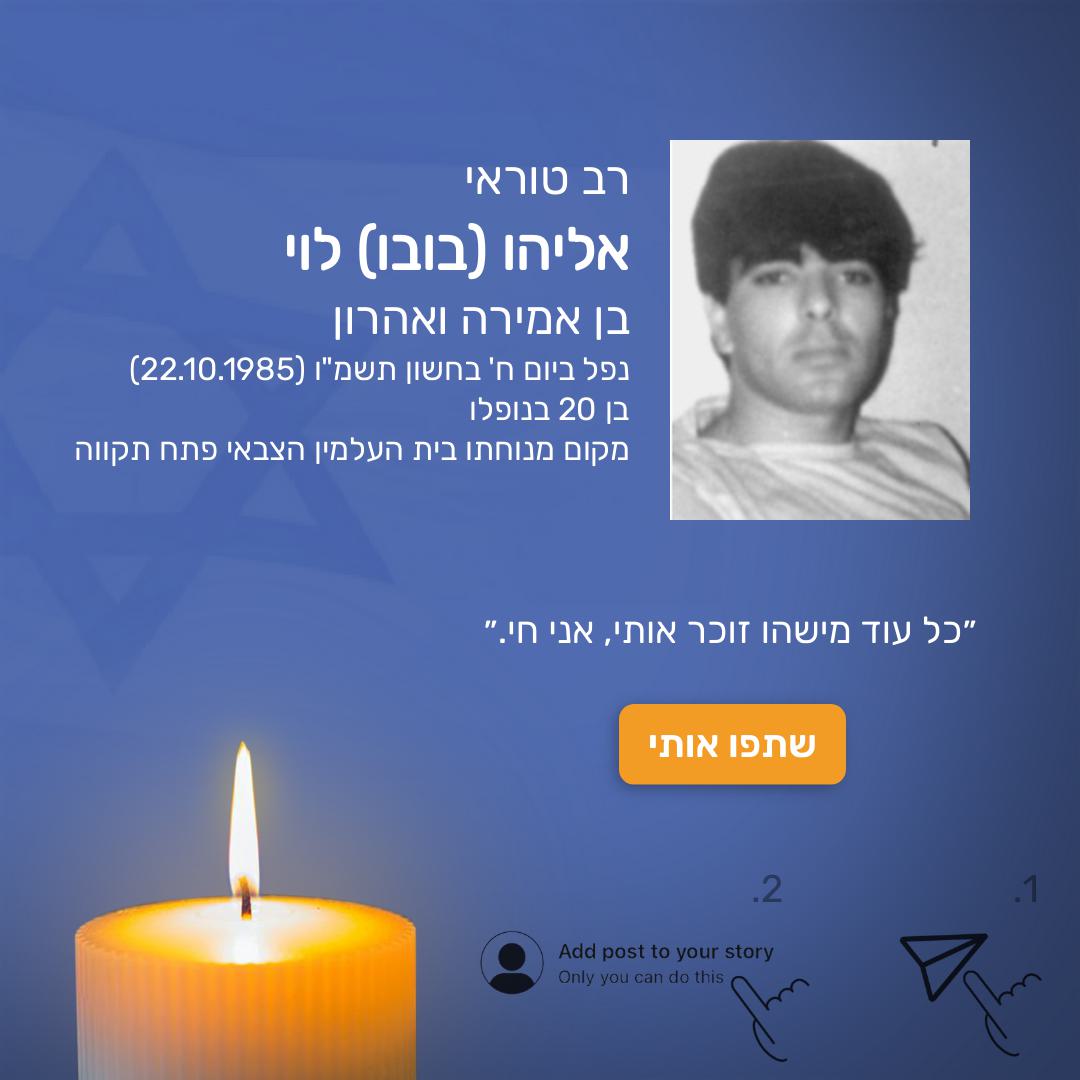 רב טוראי
אליהו (בובו) לוי
בן אמירה ואהרון
נפל ביום ח' בחשוון תשמ"ו (22.10.1985)
בן 20 בנופלו
מקום מנוחתו בית העלמין הצבאי פתח תקווה
״כל עוד מישהו זוכר אותי, אני חי.״
שתפו אותי
.1
.2
Add post to your story
Only you can do this